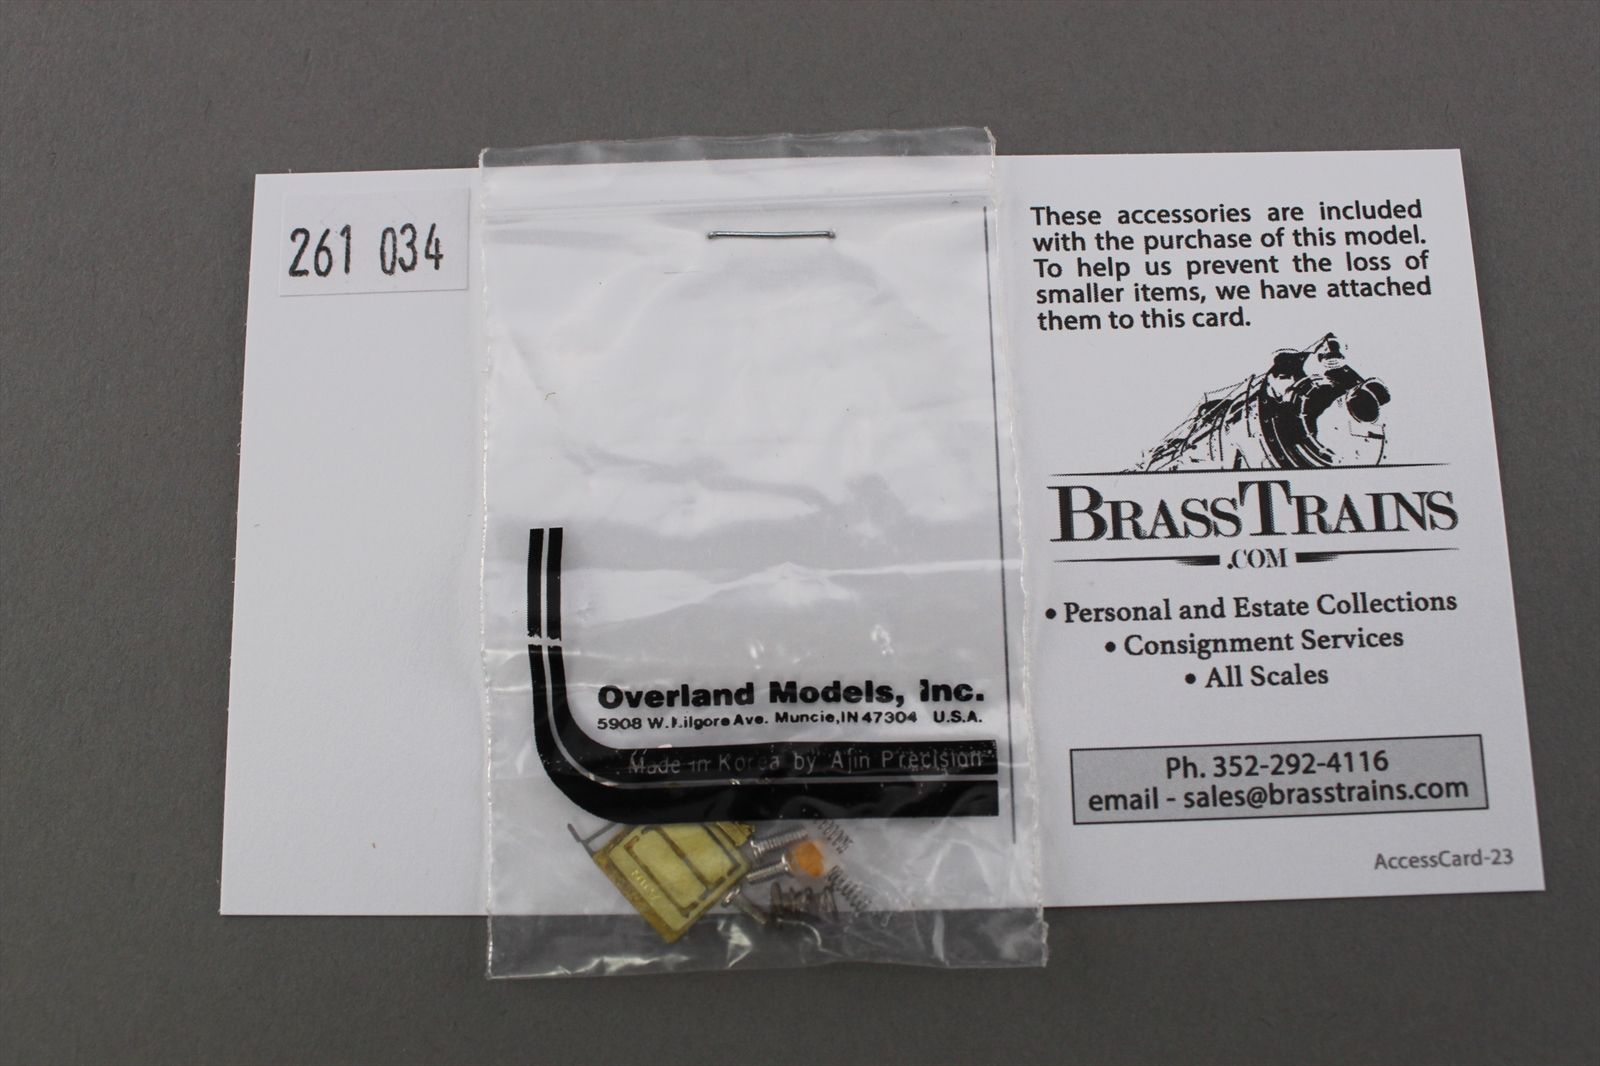 261 034
These accessories are included
with the purchase of this model.
To help us prevent the loss of
smaller items, we have attached
them to this card.
BRASSTRAINS
.COM
• Personal and Estate Collections
• Consignment Services
• All Scales
Ph. 352-292-4116
email - sales@brasstrains.com
AccessCard-23
Overland Models, Inc.
5908 W. Kilgore Ave. Muncie, IN 47304 U.S.A.
Made in Korea by Ajin Precision